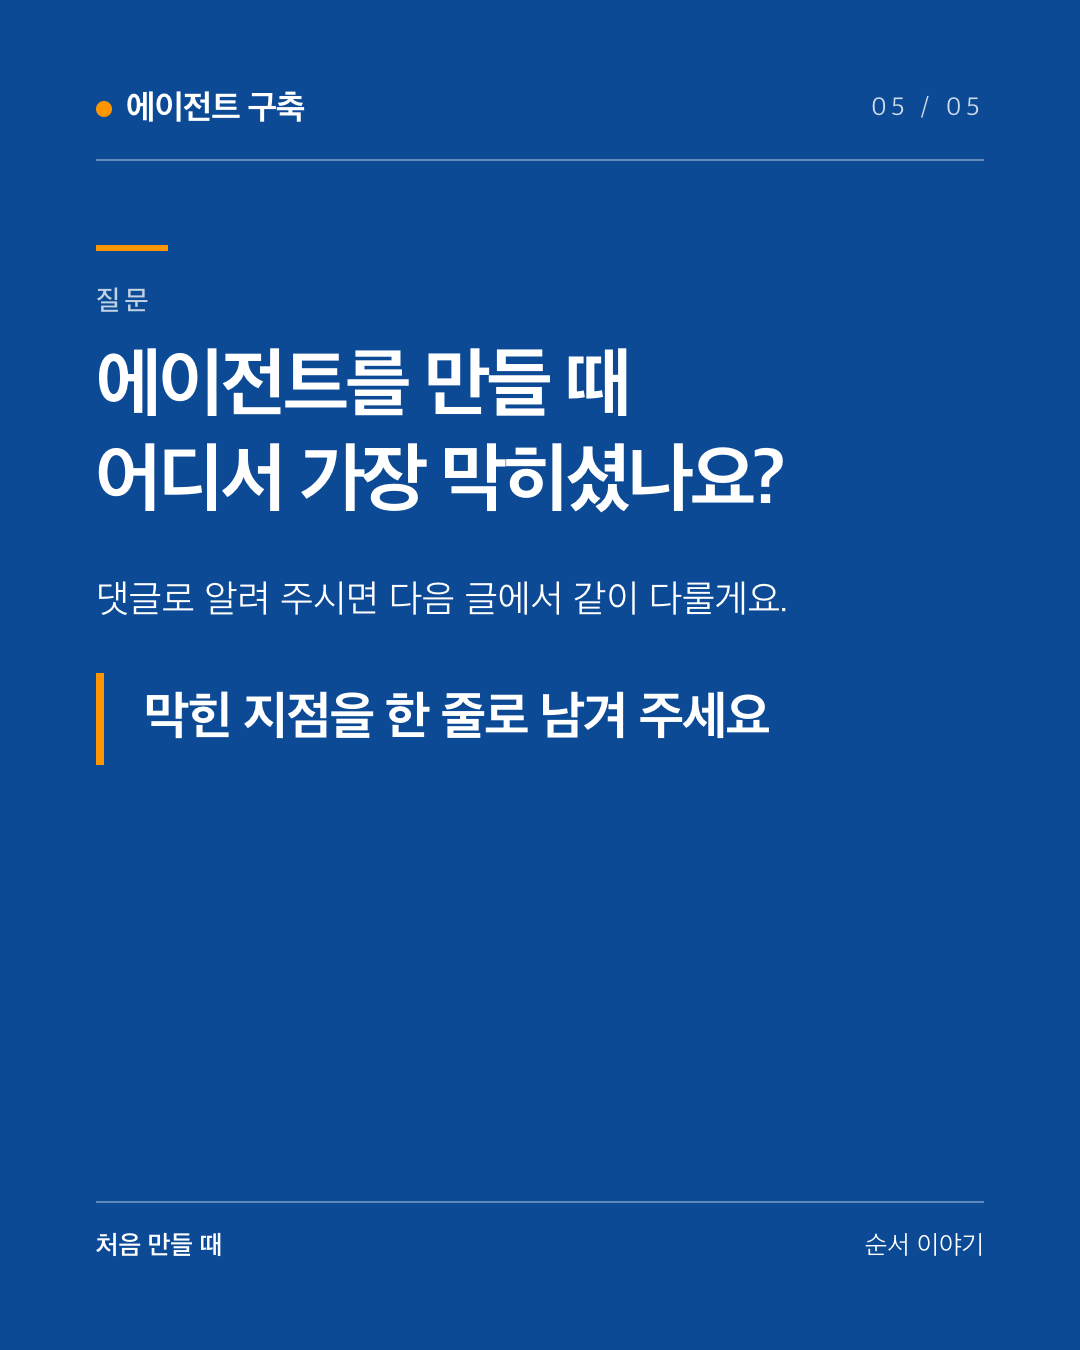 에이전트 구축
05 / 05
질문
에이전트를 만들 때
어디서 가장 막히셨나요?
댓글로 알려 주시면 다음 글에서 같이 다룰게요.
막힌 지점을 한 줄로 남겨 주세요
처음 만들 때
순서 이야기